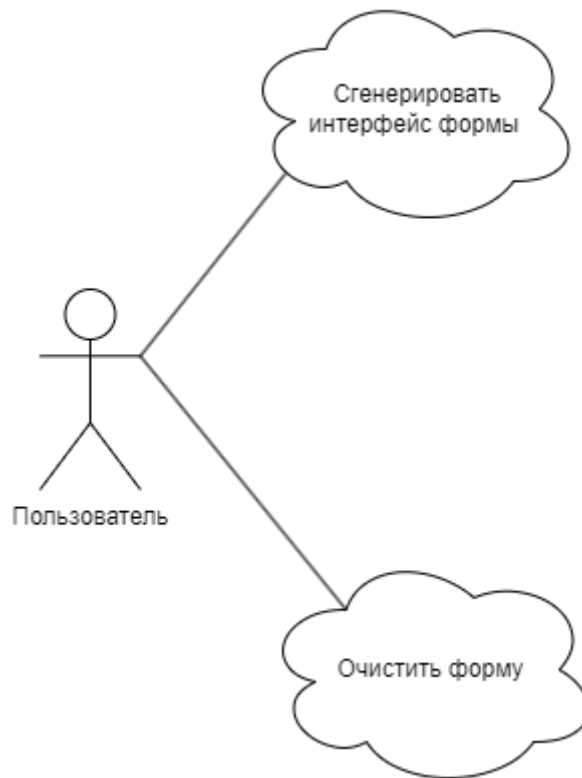 Сгенерировать
интерфейс формы
Пользователь
Очистить форму